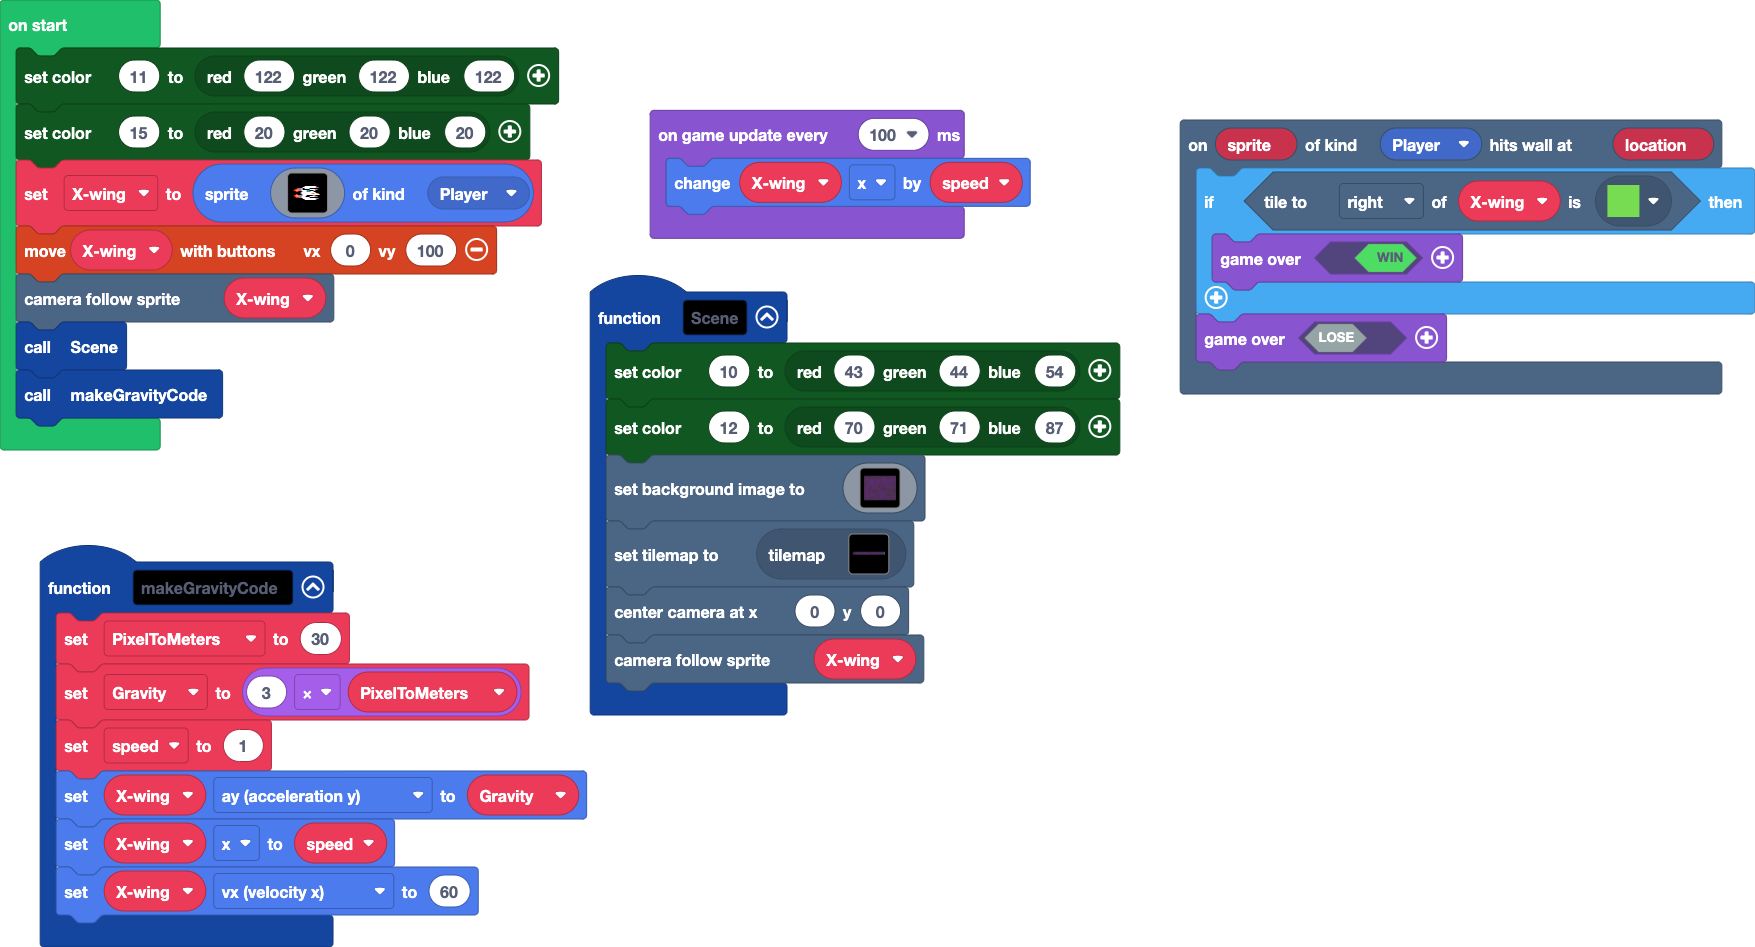 on start
set color 11 to red 122 green 122 blue 122
set color 15 to red 20 green 20 blue 20
set X-wing to sprite of kind Player
move X-wing with buttons vx 0 vy 100
camera follow sprite X-wing
call Scene
call makeGravityCode
on game update every 100 ms
change X-wing x by speed
on sprite of kind Player hits wall at location
if tile to right of X-wing is then
game over WIN
game over LOSE
function Scene
set color 10 to red 43 green 44 blue 54
set color 12 to red 70 green 71 blue 87
set background image to
set tilemap to tilemap
center camera at x 0 y 0
camera follow sprite X-wing
function makeGravityCode
set PixelToMeters to 30
set Gravity to 3 × PixelToMeters
set speed to 1
set X-wing ay (acceleration y) to Gravity
set X-wing x to speed
set X-wing vx (velocity x) to 60